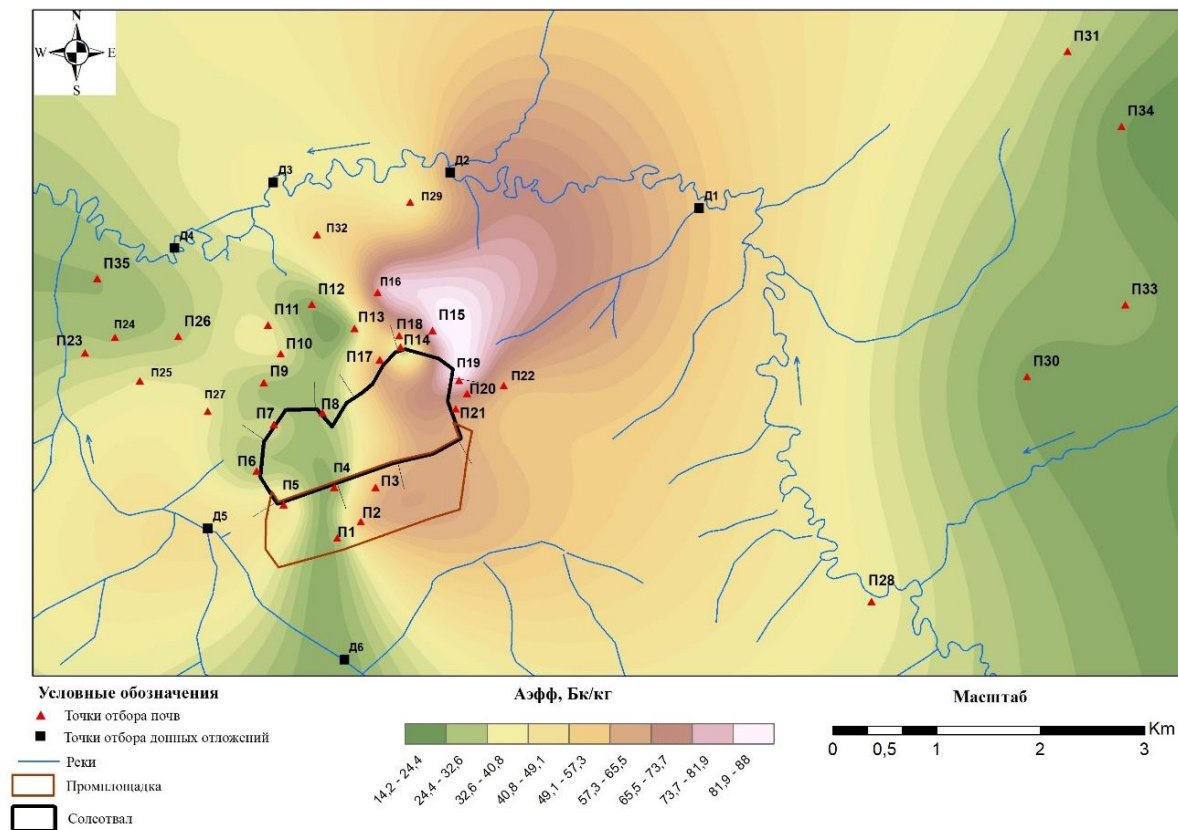 N
W E
S
П31
П34
Д2
Д3
П29
Д1
П32
Д4
П35
П16
П33
П12
П11
П13
П15
П18
П26
П24
П14
П23
П10
П17
П30
П25
П9
П19
П22
П20
П27
П8
П21
П7
П6
П4
П3
П5
Д5
П2
П1
П28
Д6
Условные обозначения
Точки отбора почв
Точки отбора донных отложений
Реки
Промплощадка
Солеотвал
Аэфф, Бк/кг
14,2 - 24,4
24,4 - 32,6
32,6 - 40,8
40,8 - 49,1
49,1 - 57,3
57,3 - 65,5
65,5 - 73,7
73,7 - 81,9
81,9 - 88
Масштаб
Km
0 0,5 1 2 3